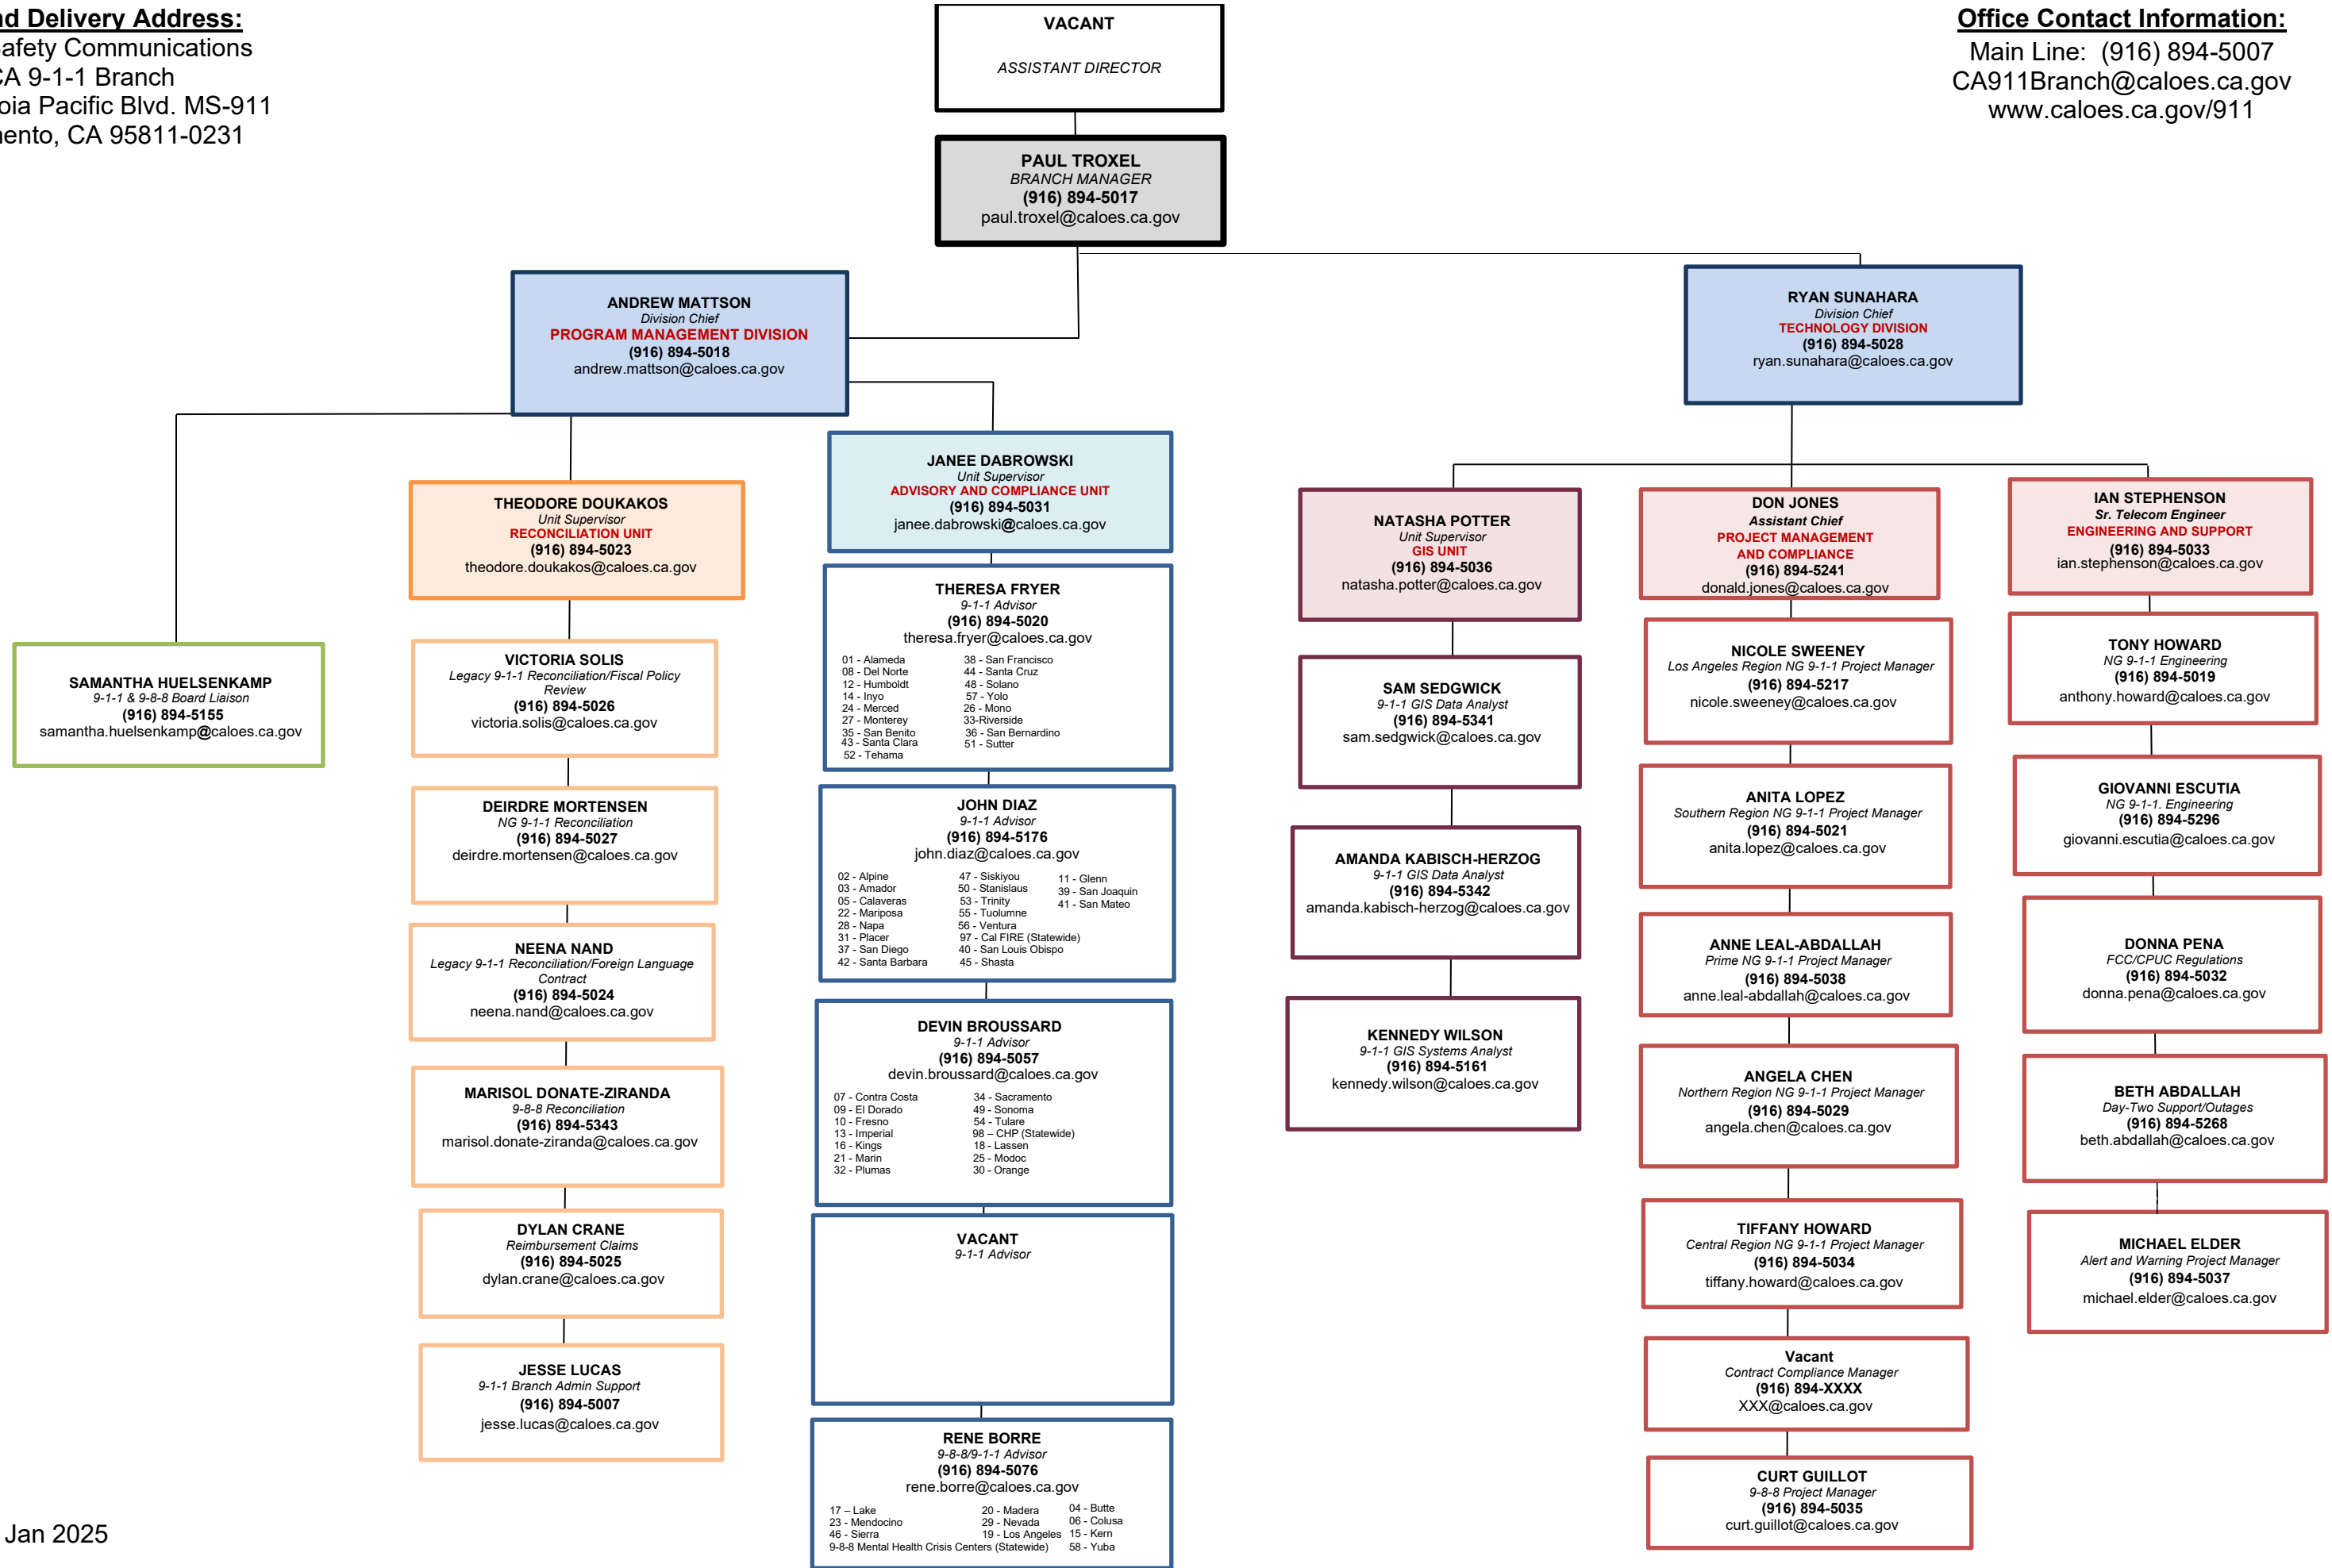 Delivery Address:
Safety Communications
CA 9-1-1 Branch
Pacific Blvd. MS-911
CA 95811-0231
VACANT
ASSISTANT DIRECTOR
Office Contact Information:
Main Line: (916) 894-5007
CA911Branch@caloes.ca.gov
www.caloes.ca.gov/911
PAUL TROXEL
BRANCH MANAGER
(916) 894-5017
paul.troxel@caloes.ca.gov
ANDREW MATTSON
Division Chief
PROGRAM MANAGEMENT DIVISION
(916) 894-5018
andrew.mattson@caloes.ca.gov
RYAN SUNAHARA
Division Chief
TECHNOLOGY DIVISION
(916) 894-5028
ryan.sunahara@caloes.ca.gov
SAMANTHA HUELSENKAMP
9-1-1 & 9-8-8 Board Liaison
(916) 894-5155
samantha.huelsenkamp@caloes.ca.gov
THEODORE DOUKAKOS
Unit Supervisor
RECONCILIATION UNIT
(916) 894-5023
theodore.doukakos@caloes.ca.gov
VICTORIA SOLIS
Legacy 9-1-1 Reconciliation/Fiscal Policy
Review
(916) 894-5026
victoria.solis@caloes.ca.gov
DEIRDRE MORTENSEN
NG 9-1-1 Reconciliation
(916) 894-5027
deirdre.mortensen@caloes.ca.gov
NEENA NAND
Legacy 9-1-1 Reconciliation/Foreign Language
Contract
(916) 894-5024
neena.nand@caloes.ca.gov
MARISOL DONATE-ZIRANDA
9-8-8 Reconciliation
(916) 894-5343
marisol.donate-ziranda@caloes.ca.gov
DYLAN CRANE
Reimbursement Claims
(916) 894-5025
dylan.crane@caloes.ca.gov
JESSE LUCAS
9-1-1 Branch Admin Support
(916) 894-5007
jesse.lucas@caloes.ca.gov
JANEE DABROWSKI
Unit Supervisor
ADVISORY AND COMPLIANCE UNIT
(916) 894-5031
janee.dabrowski@caloes.ca.gov
THERESA FRYER
9-1-1 Advisor
(916) 894-5020
theresa.fryer@caloes.ca.gov
01 - Alameda
08 - Del Norte
12 - Humboldt
14 - Inyo
24 - Merced
27 - Monterey
35 - San Benito
43 - Santa Clara
52 - Tehama
38 - San Francisco
44 - Santa Cruz
48 - Solano
57 - Yolo
26 - Mono
33-Riverside
36 - San Bernardino
51 - Sutter
JOHN DIAZ
9-1-1 Advisor
(916) 894-5176
john.diaz@caloes.ca.gov
02 - Alpine
03 - Amador
05 - Calaveras
22 - Mariposa
28 - Napa
31 - Placer
37 - San Diego
42 - Santa Barbara
47 - Siskiyou
50 - Stanislaus
53 - Trinity
55 - Tuolumne
56 - Ventura
97 - Cal FIRE (Statewide)
40 - San Louis Obispo
45 - Shasta
11 - Glenn
39 - San Joaquin
41 - San Mateo
DEVIN BROUSSARD
9-1-1 Advisor
(916) 894-5057
devin.broussard@caloes.ca.gov
07 - Contra Costa
09 - El Dorado
10 - Fresno
13 - Imperial
16 - Kings
21 - Marin
32 - Plumas
34 - Sacramento
49 - Sonoma
54 - Tulare
98 – CHP (Statewide)
18 - Lassen
25 - Modoc
30 - Orange
VACANT
9-1-1 Advisor
RENE BORRE
9-8-8/9-1-1 Advisor
(916) 894-5076
rene.borre@caloes.ca.gov
17 – Lake
23 - Mendocino
46 - Sierra
9-8-8 Mental Health Crisis Centers (Statewide)
20 - Madera
29 - Nevada
19 - Los Angeles
04 - Butte
06 - Colusa
15 - Kern
58 - Yuba
NATASHA POTTER
Unit Supervisor
GIS UNIT
(916) 894-5036
natasha.potter@caloes.ca.gov
SAM SEDGWICK
9-1-1 GIS Data Analyst
(916) 894-5341
sam.sedgwick@caloes.ca.gov
AMANDA KABISCH-HERZOG
9-1-1 GIS Data Analyst
(916) 894-5342
amanda.kabisch-herzog@caloes.ca.gov
KENNEDY WILSON
9-1-1 GIS Systems Analyst
(916) 894-5161
kennedy.wilson@caloes.ca.gov
DON JONES
Assistant Chief
PROJECT MANAGEMENT
AND COMPLIANCE
(916) 894-5241
donald.jones@caloes.ca.gov
NICOLE SWEENEY
Los Angeles Region NG 9-1-1 Project Manager
(916) 894-5217
nicole.sweeney@caloes.ca.gov
ANITA LOPEZ
Southern Region NG 9-1-1 Project Manager
(916) 894-5021
anita.lopez@caloes.ca.gov
ANNE LEAL-ABDALLAH
Prime NG 9-1-1 Project Manager
(916) 894-5038
anne.leal-abdallah@caloes.ca.gov
ANGELA CHEN
Northern Region NG 9-1-1 Project Manager
(916) 894-5029
angela.chen@caloes.ca.gov
TIFFANY HOWARD
Central Region NG 9-1-1 Project Manager
(916) 894-5034
tiffany.howard@caloes.ca.gov
Vacant
Contract Compliance Manager
(916) 894-XXXX
XXX@caloes.ca.gov
CURT GUILLOT
9-8-8 Project Manager
(916) 894-5035
curt.guillot@caloes.ca.gov
IAN STEPHENSON
Sr. Telecom Engineer
ENGINEERING AND SUPPORT
(916) 894-5033
ian.stephenson@caloes.ca.gov
TONY HOWARD
NG 9-1-1 Engineering
(916) 894-5019
anthony.howard@caloes.ca.gov
GIOVANNI ESCUTIA
NG 9-1-1. Engineering
(916) 894-5296
giovanni.escutia@caloes.ca.gov
DONNA PENA
FCC/CPUC Regulations
(916) 894-5032
donna.pena@caloes.ca.gov
BETH ABDALLAH
Day-Two Support/Outages
(916) 894-5268
beth.abdallah@caloes.ca.gov
MICHAEL ELDER
Alert and Warning Project Manager
(916) 894-5037
michael.elder@caloes.ca.gov
Jan 2025